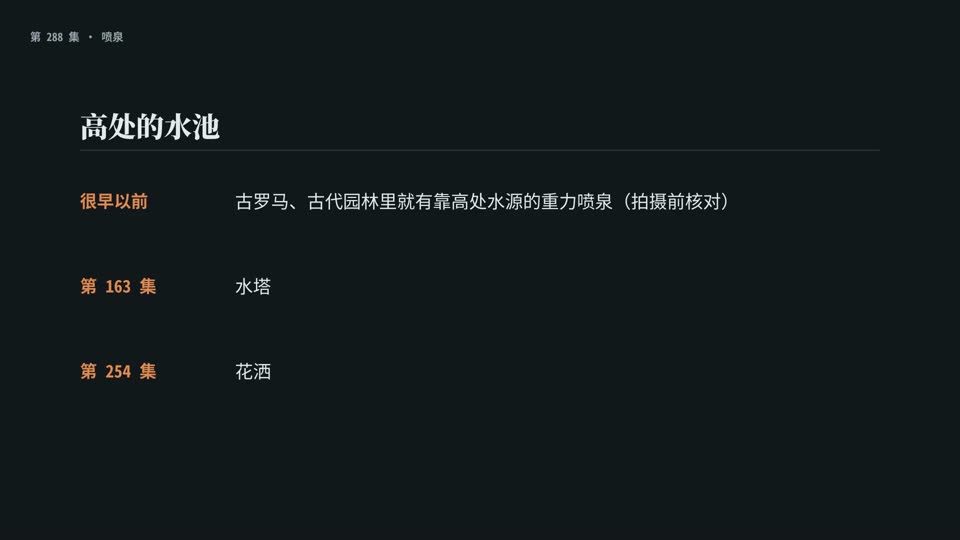 第 288 集 · 喷泉
高处的水池
很早以前 古罗马、古代园林里就有靠高处水源的重力喷泉（拍摄前核对）
第 163 集 水塔
第 254 集 花洒